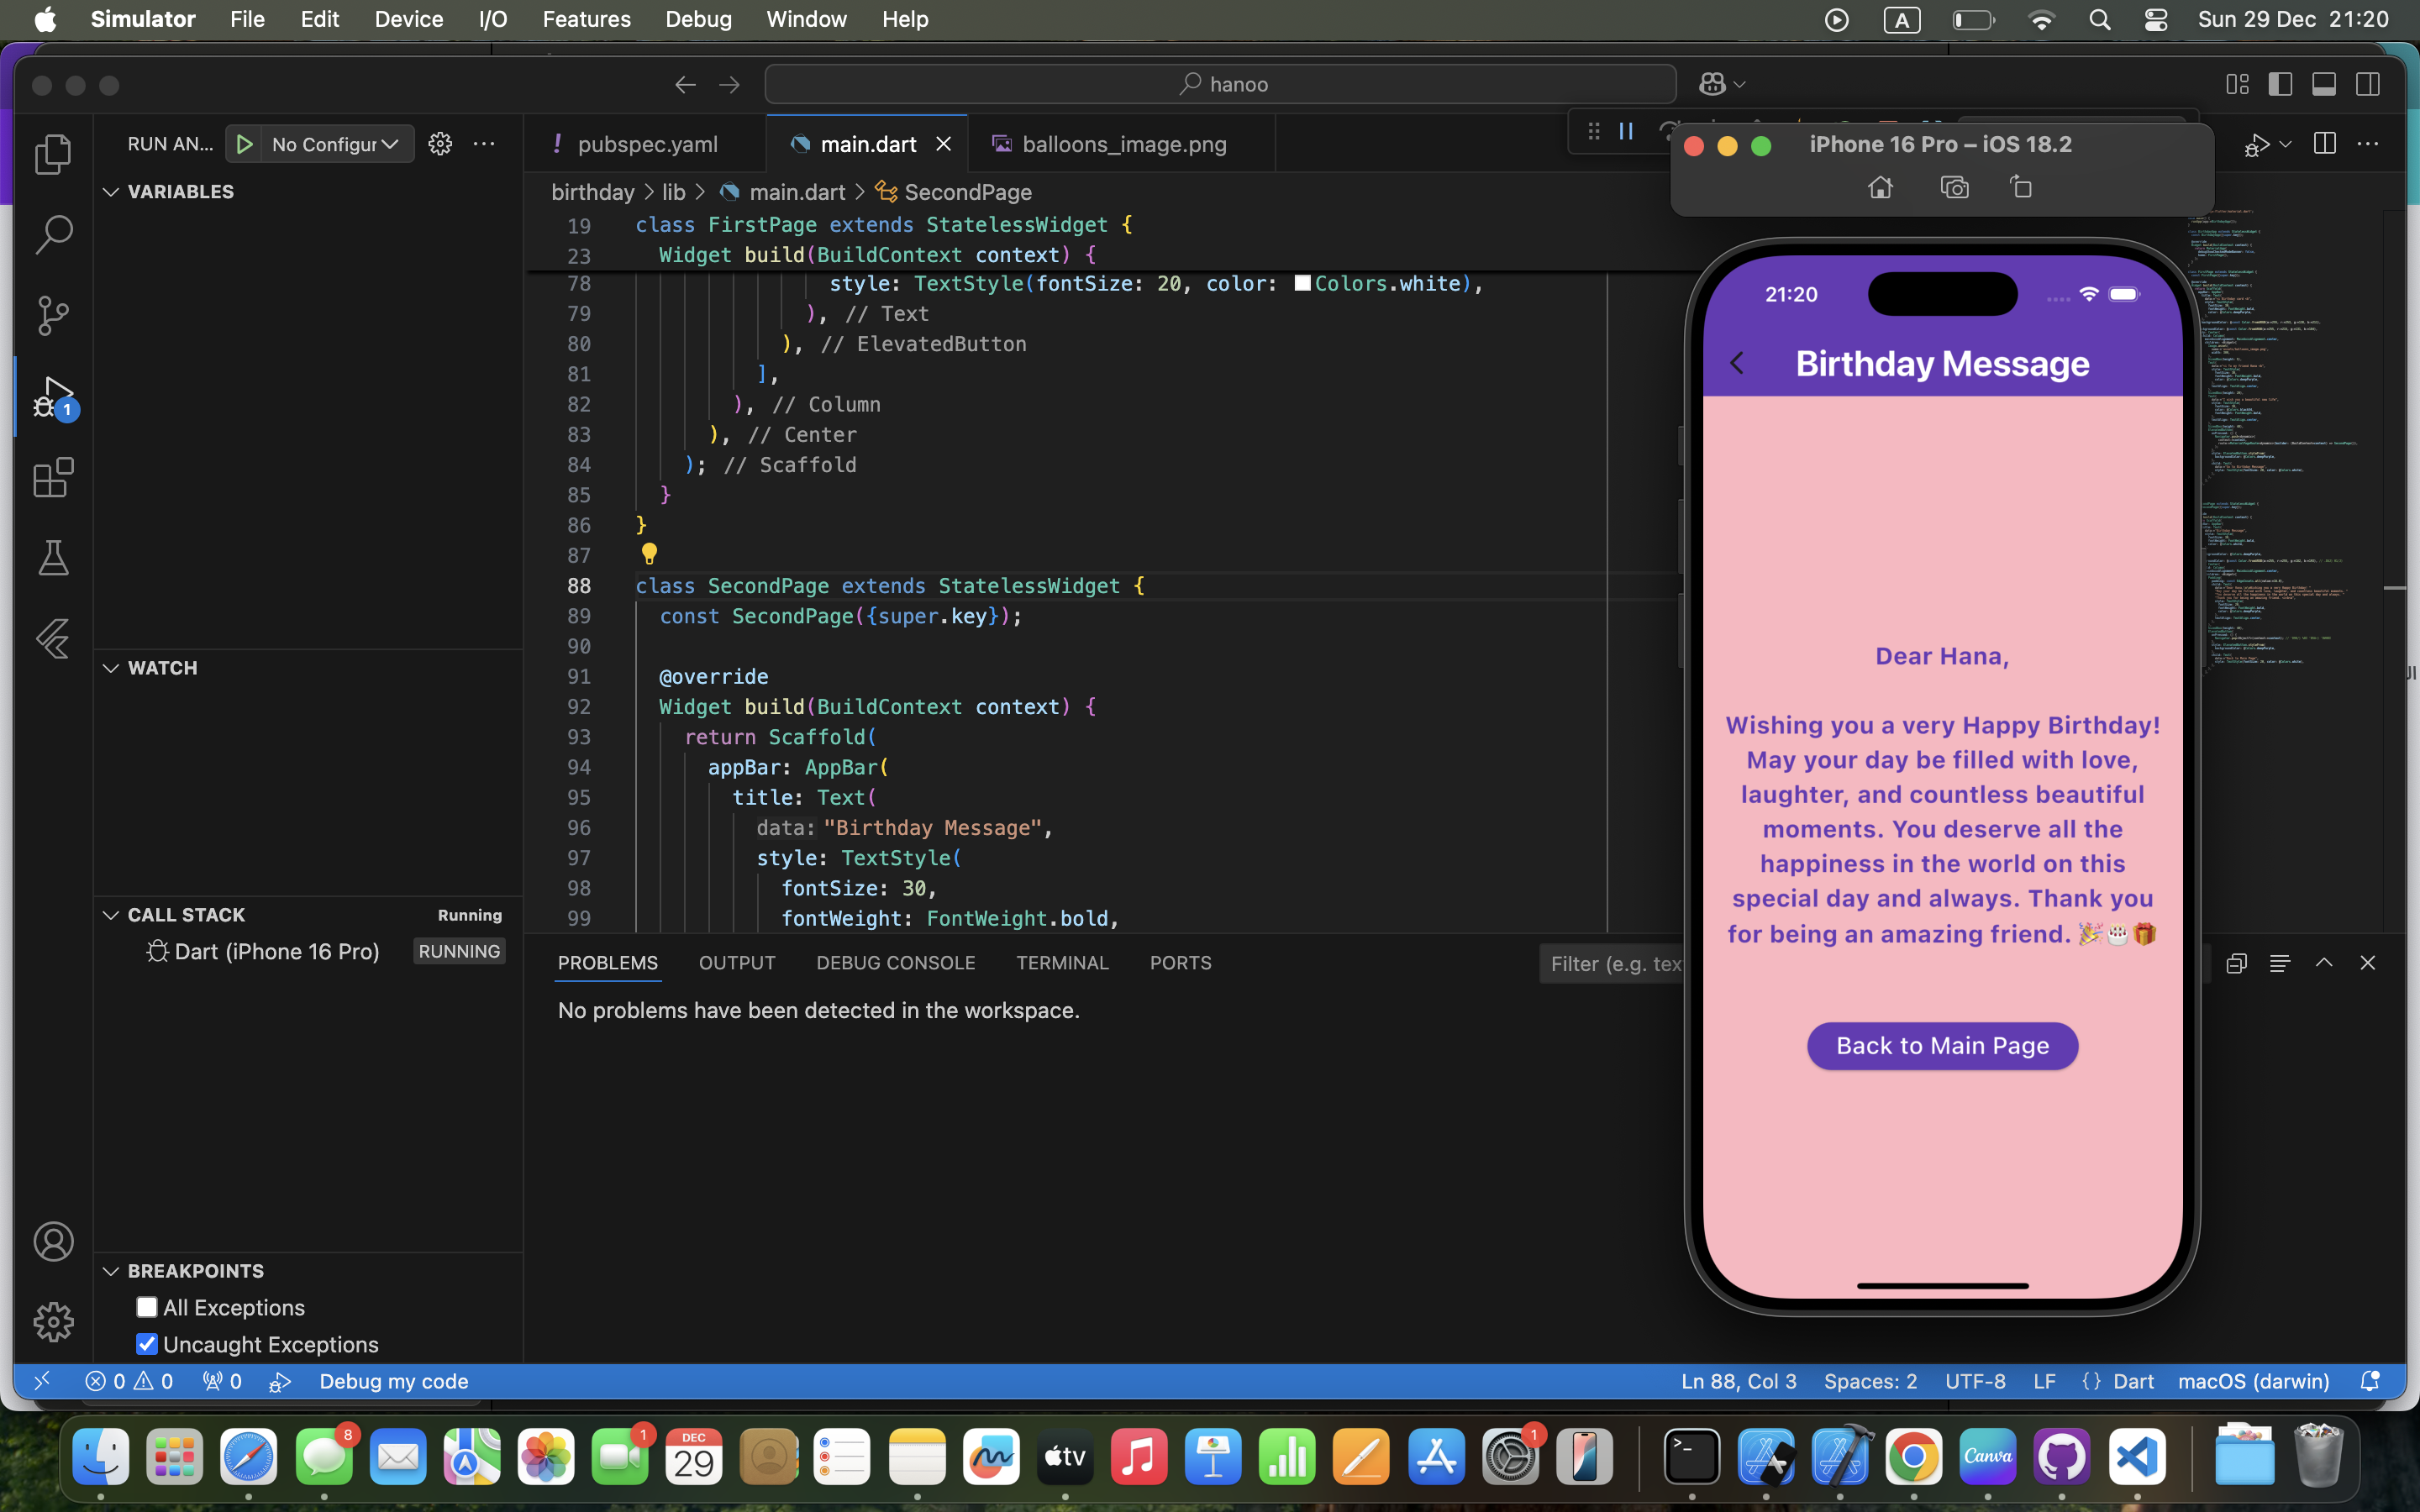 Simulator File Edit Device I/O Features Debug Window Help A Sun 29 Dec 21:20
hanoo
RUN AN... No Configur
pubspec.yaml main.dart balloons_image.png
VARIABLES
birthday > lib > main.dart > SecondPage
19 class FirstPage extends StatelessWidget {
23 Widget build(BuildContext context) {
78 style: TextStyle(fontSize: 20, color: Colors.white),
79 ), // Text
80 ), // ElevatedButton
81 ],
82 ), // Column
83 ), // Center
84 ); // Scaffold
85 }
86 }
87
88 class SecondPage extends StatelessWidget {
89 const SecondPage({super.key});
90
91 @override
92 Widget build(BuildContext context) {
93 return Scaffold(
94 appBar: AppBar(
95 title: Text(
96 data: "Birthday Message",
97 style: TextStyle(
98 fontSize: 30,
99 fontWeight: FontWeight.bold,
WATCH
CALL STACK Running
Dart (iPhone 16 Pro) RUNNING
BREAKPOINTS
All Exceptions
Uncaught Exceptions
PROBLEMS OUTPUT DEBUG CONSOLE TERMINAL PORTS
Filter (e.g. tex
No problems have been detected in the workspace.
iPhone 16 Pro – iOS 18.2
21:20
Birthday Message
Dear Hana,
Wishing you a very Happy Birthday!
May your day be filled with love,
laughter, and countless beautiful
moments. You deserve all the
happiness in the world on this
special day and always. Thank you
for being an amazing friend. 🎉🎂🎁
Back to Main Page
0 0 0 Debug my code
Ln 88, Col 3 Spaces: 2 UTF-8 LF {} Dart macOS (darwin)
8 1 DEC 29 tv 1 Canva
1